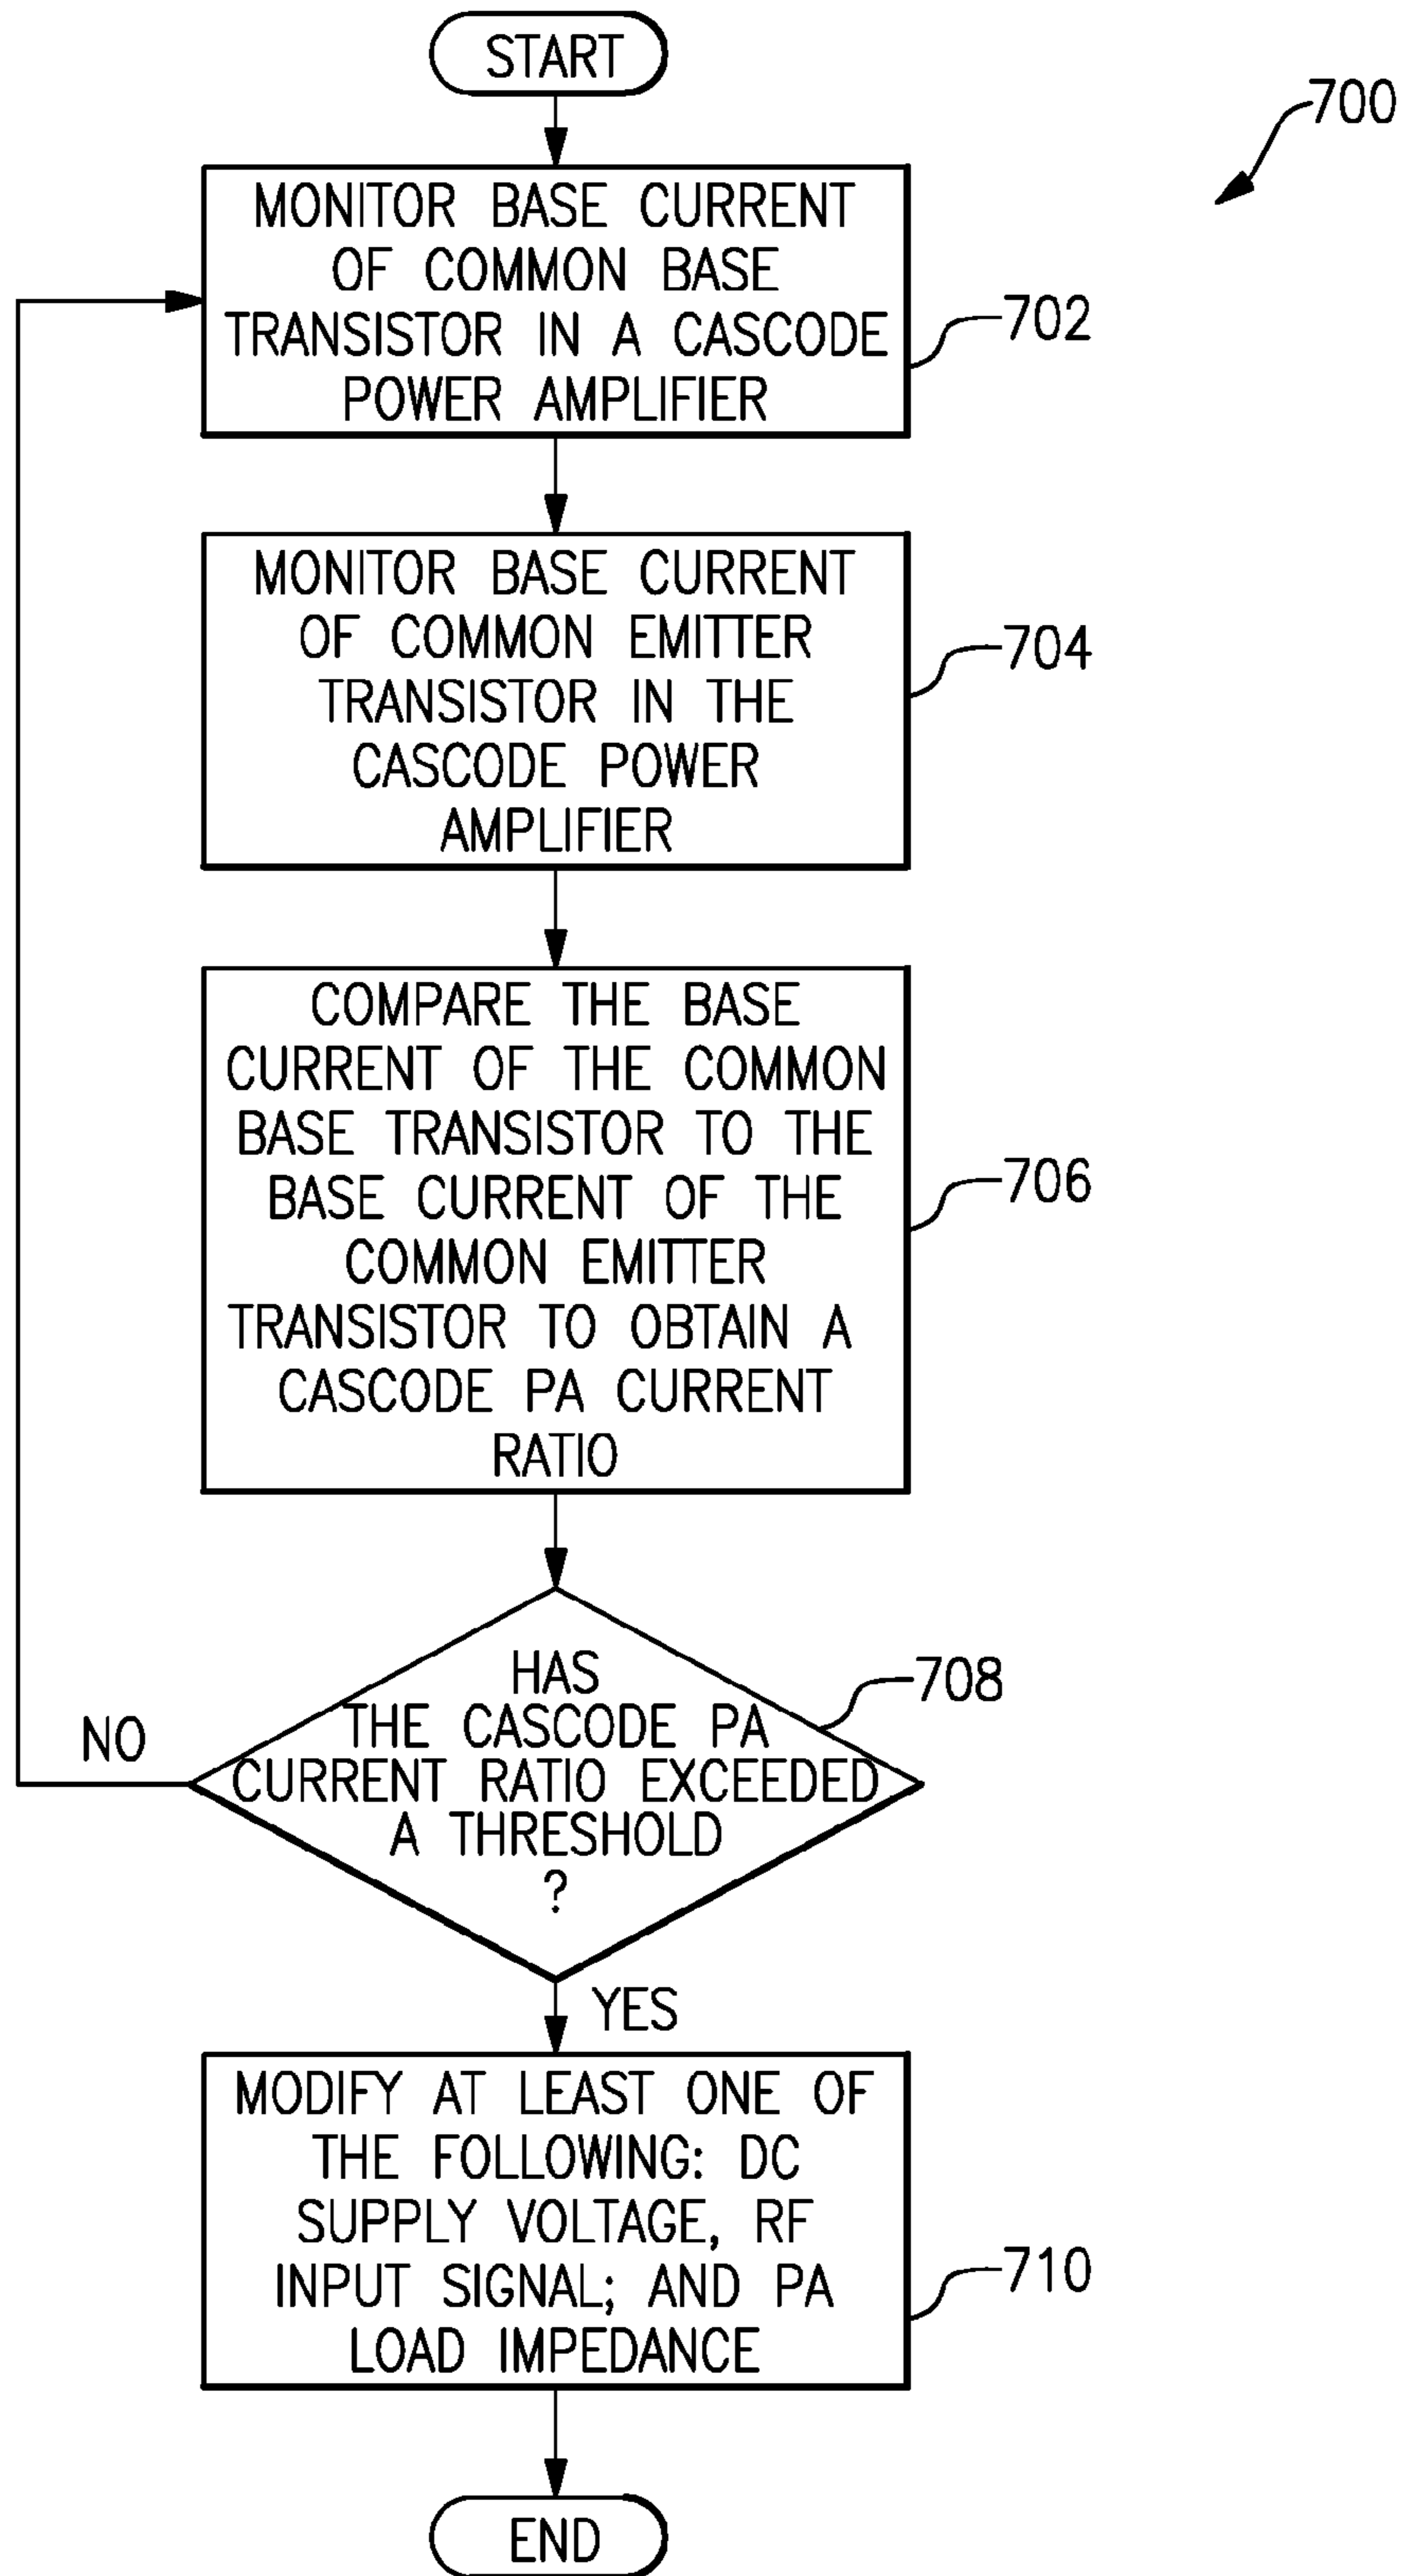 START
700
MONITOR BASE CURRENT
OF COMMON BASE
TRANSISTOR IN A CASCODE
POWER AMPLIFIER
702
MONITOR BASE CURRENT
OF COMMON EMITTER
TRANSISTOR IN THE
CASCODE POWER
AMPLIFIER
704
COMPARE THE BASE
CURRENT OF THE COMMON
BASE TRANSISTOR TO THE
BASE CURRENT OF THE
COMMON EMITTER
TRANSISTOR TO OBTAIN A
CASCODE PA CURRENT
RATIO
706
HAS
THE CASCODE PA
CURRENT RATIO EXCEEDED
A THRESHOLD
?
708
NO
YES
MODIFY AT LEAST ONE OF
THE FOLLOWING: DC
SUPPLY VOLTAGE, RF
INPUT SIGNAL; AND PA
LOAD IMPEDANCE
710
END